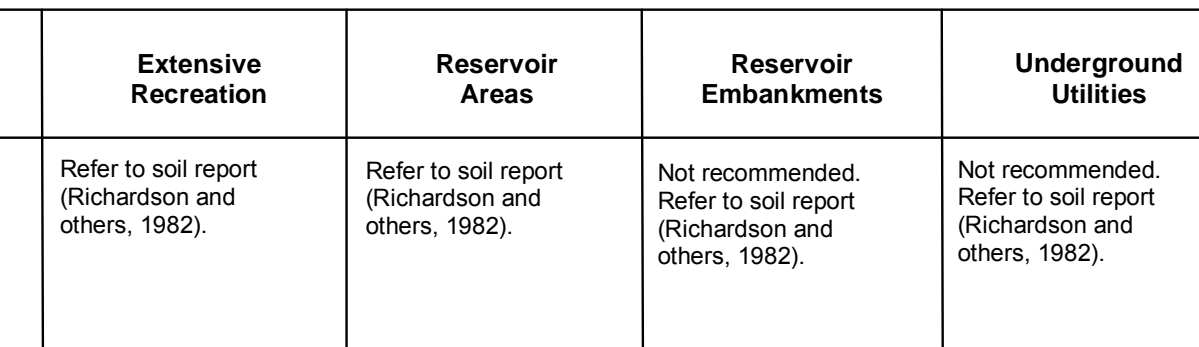 Extensive
Recreation
Reservoir
Areas
Reservoir
Embankments
Underground
Utilities
Refer to soil report
(Richardson and
others, 1982).
Refer to soil report
(Richardson and
others, 1982).
Not recommended.
Refer to soil report
(Richardson and
others, 1982).
Not recommended.
Refer to soil report
(Richardson and
others, 1982).